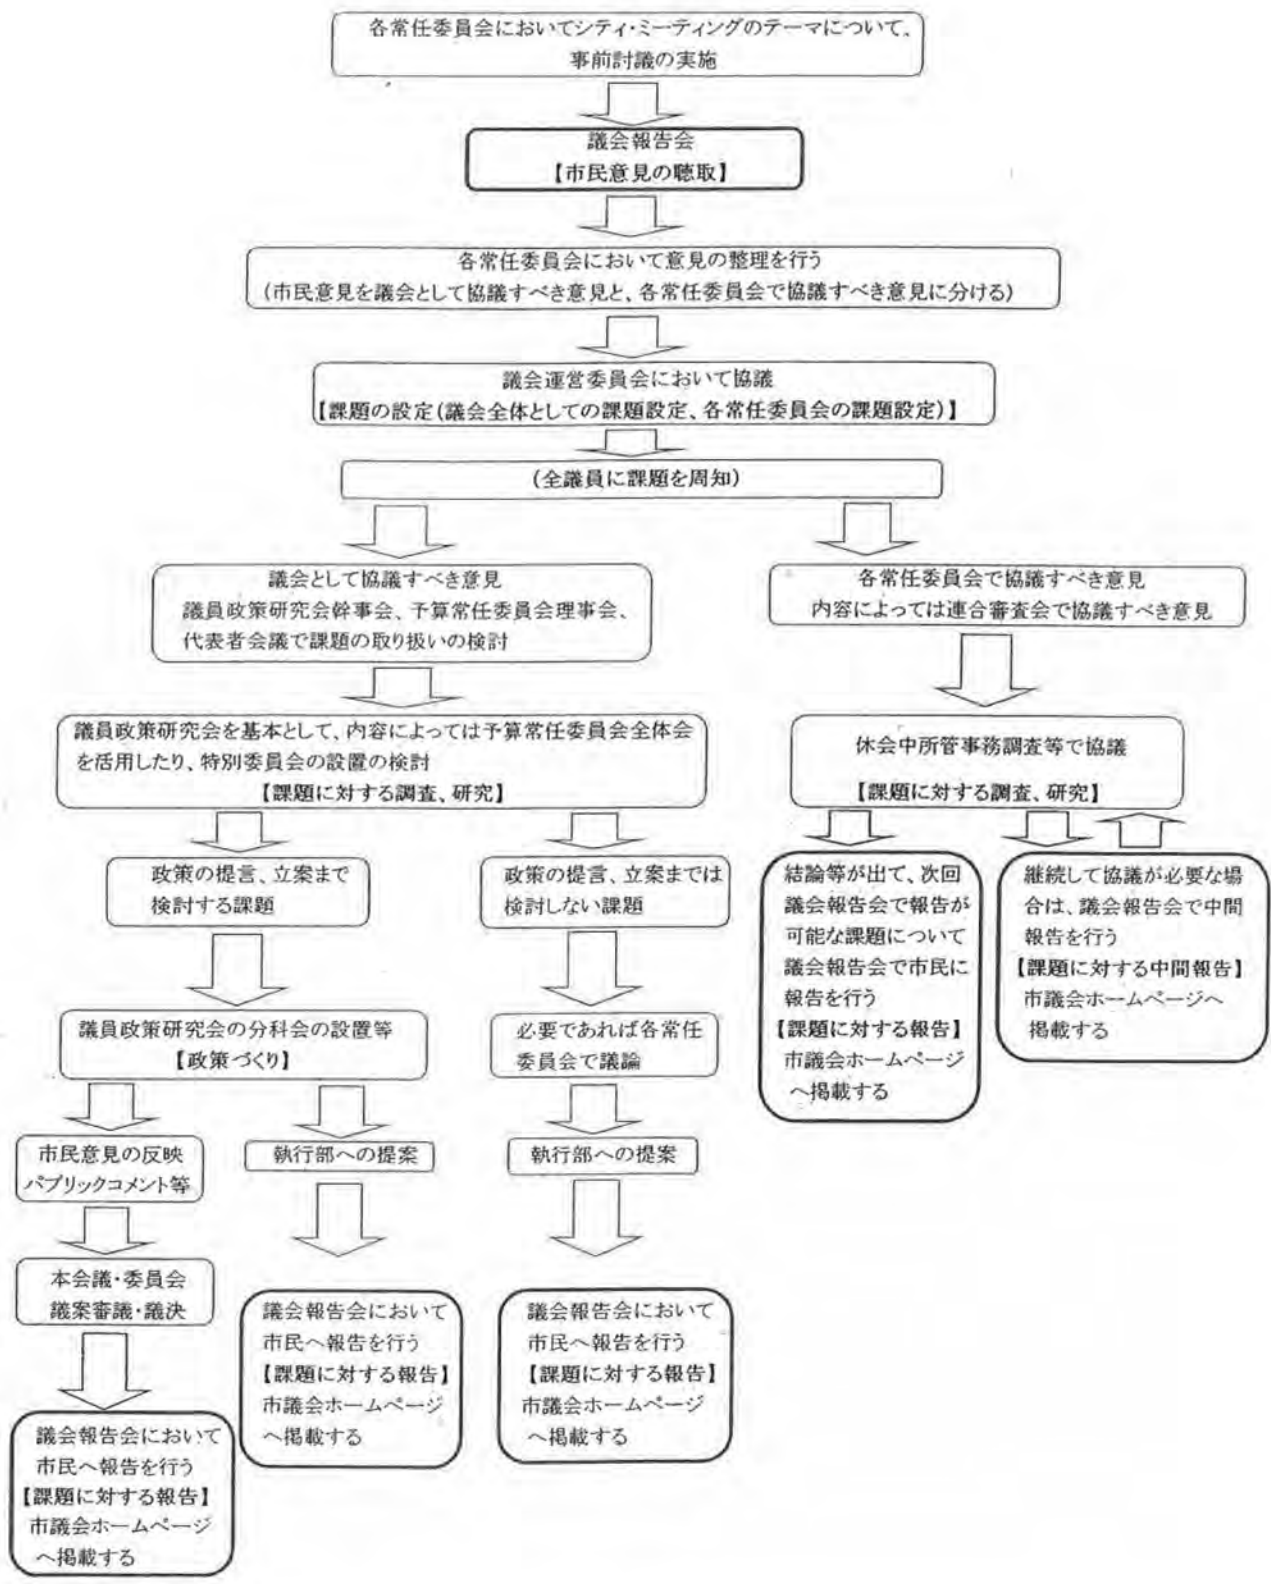 各常任委員会においてシティ・ミーティングのテーマについて、
事前討議の実施
議会報告会
【市民意見の聴取】
各常任委員会において意見の整理を行う
(市民意見を議会として協議すべき意見と、各常任委員会で協議すべき意見に分ける)
議会運営委員会において協議
【課題の設定(議会全体としての課題設定、各常任委員会の課題設定)】
(全議員に課題を周知)
議会として協議すべき意見
議員政策研究会幹事会、予算常任委員会理事会、
代表者会議で課題の取り扱いの検討
各常任委員会で協議すべき意見
内容によっては連合審査会で協議すべき意見
議員政策研究会を基本として、内容によっては予算常任委員会全体会
を活用したり、特別委員会の設置の検討
【課題に対する調査、研究】
休会中所管事務調査等で協議
【課題に対する調査、研究】
政策の提言、立案まで
検討する課題
政策の提言、立案までは
検討しない課題
結論等が出て、次回
議会報告会で報告が
可能な課題について
議会報告会で市民に
報告を行う
【課題に対する報告】
市議会ホームページ
へ掲載する
継続して協議が必要な場
合は、議会報告会で中間
報告を行う
【課題に対する中間報告】
市議会ホームページへ
掲載する
議員政策研究会の分科会の設置等
【政策づくり】
必要であれば各常任
委員会で議論
市民意見の反映
パブリックコメント等
執行部への提案
執行部への提案
本会議・委員会
議案審議・議決
議会報告会において
市民へ報告を行う
【課題に対する報告】
市議会ホームページ
へ掲載する
議会報告会において
市民へ報告を行う
【課題に対する報告】
市議会ホームページ
へ掲載する
議会報告会において
市民へ報告を行う
【課題に対する報告】
市議会ホームページ
へ掲載する